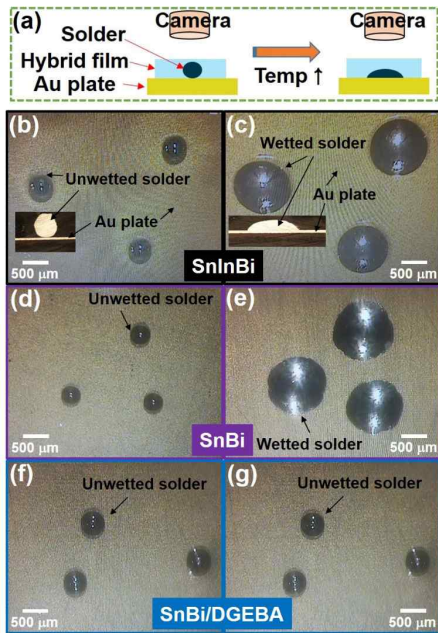 (a)
Camera
Camera
Solder
Hybrid film
Au plate
Temp ↑
(b)
Unwetted solder
Au plate
500 μm
(c)
Wetted solder
Au plate
500 μm
SnInBi
(d)
Unwetted solder
500 μm
(e)
Wetted solder
500 μm
SnBi
(f)
Unwetted solder
500 μm
(g)
Unwetted solder
500 μm
SnBi/DGEBA